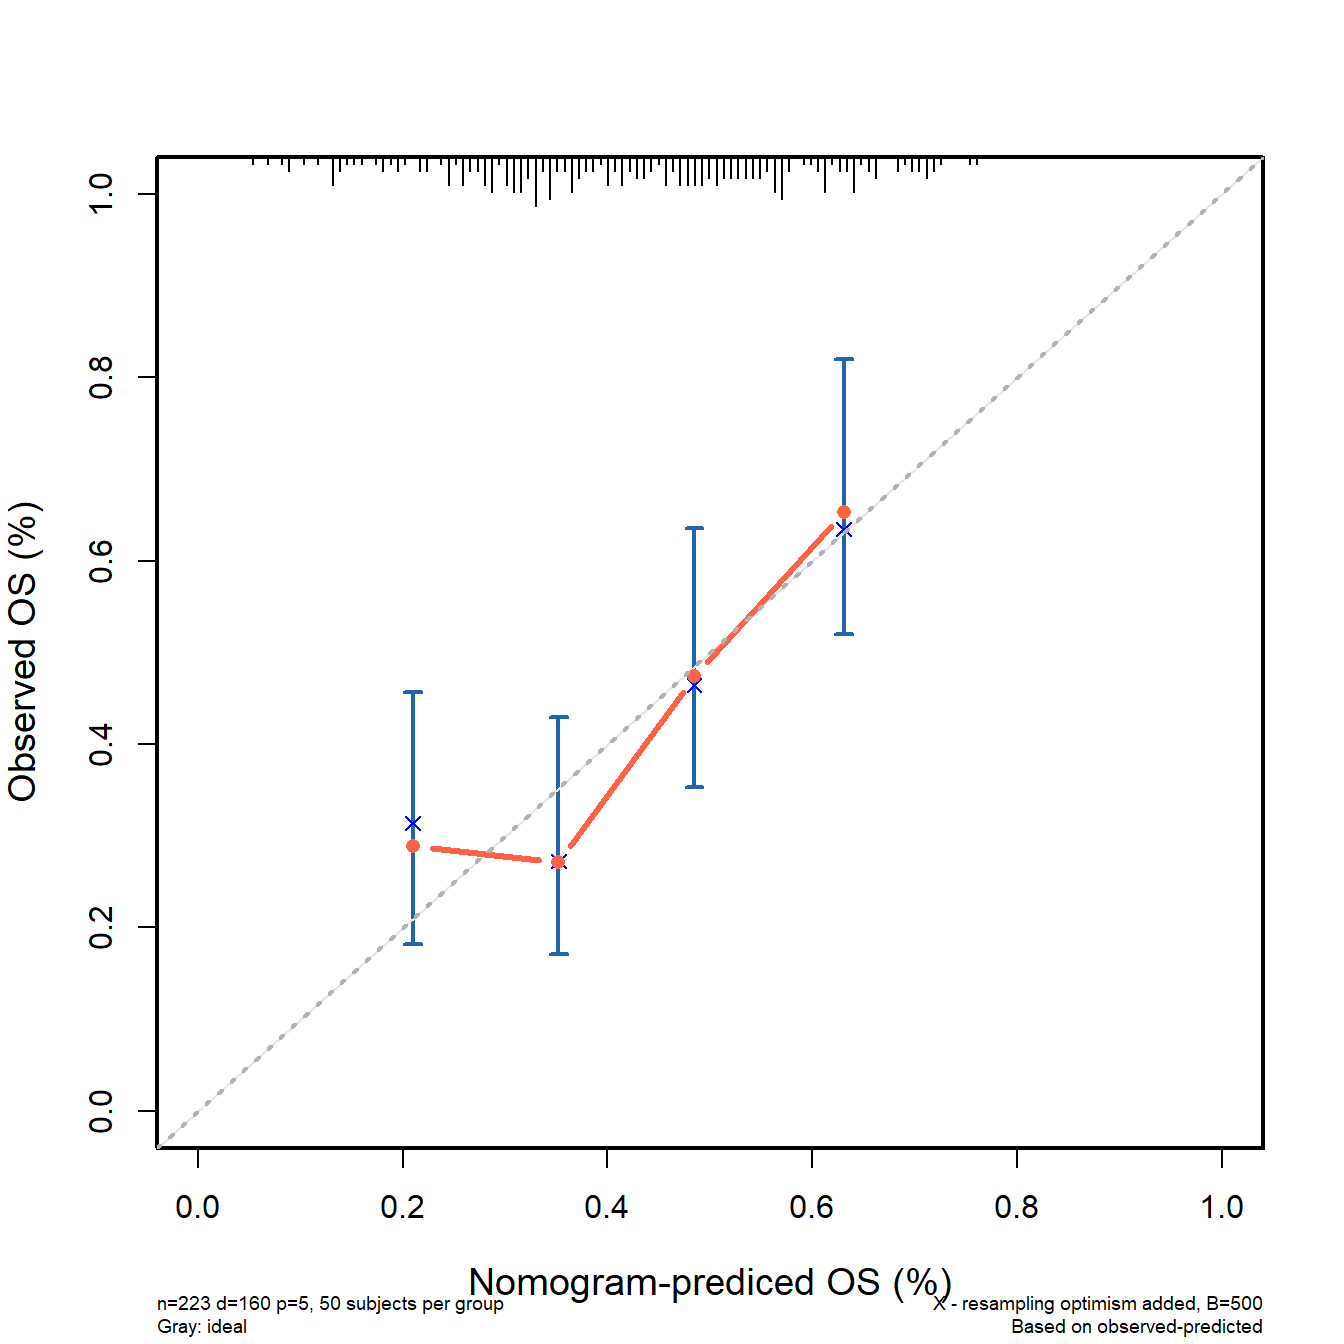 1.0
0.8
0.6
0.4
0.2
0.0
Observed OS (%)
0.0 0.2 0.4 0.6 0.8 1.0
Nomogram-prediced OS (%)
n=223 d=160 p=5, 50 subjects per group
Gray: ideal
X - resampling optimism added, B=500
Based on observed-predicted